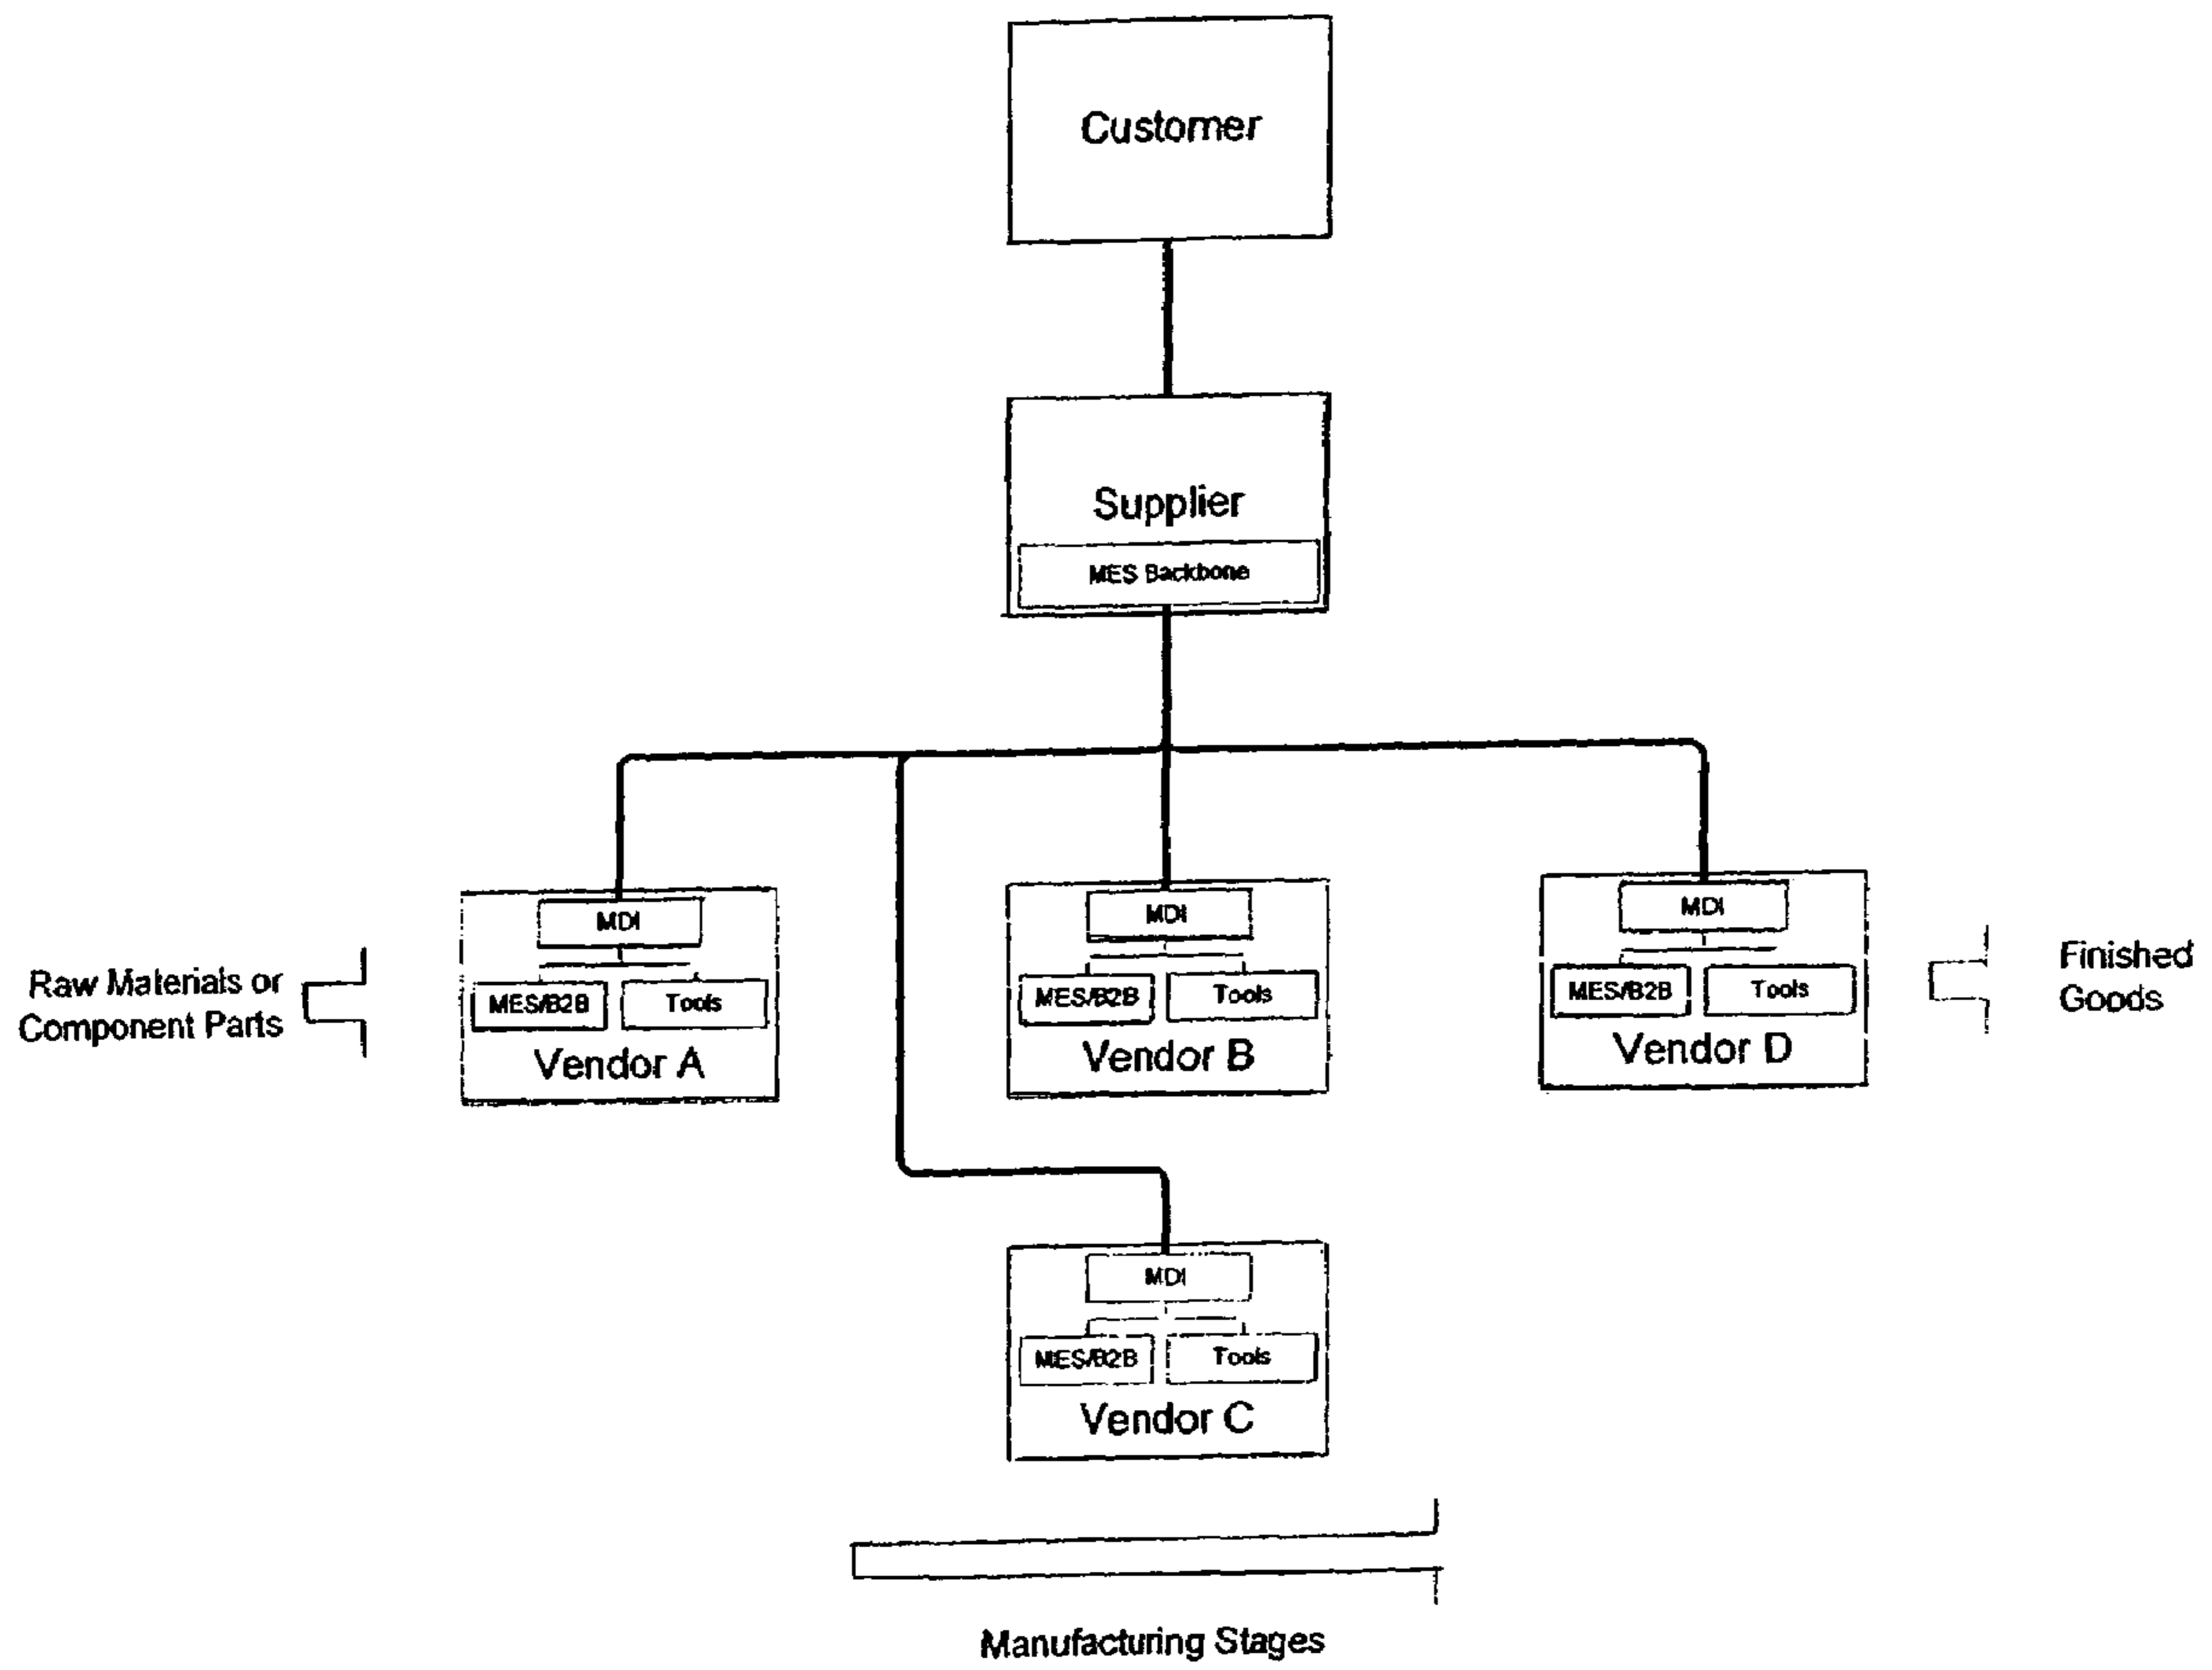 Customer
Supplier
MES Backbone
MDI
MES/B2B
Tools
Vendor A
MDI
MES/B2B
Tools
Vendor B
MDI
MES/B2B
Tools
Vendor D
Raw Materials or
Component Parts
Finished
Goods
MDI
MES/B2B
Tools
Vendor C
Manufacturing Stages